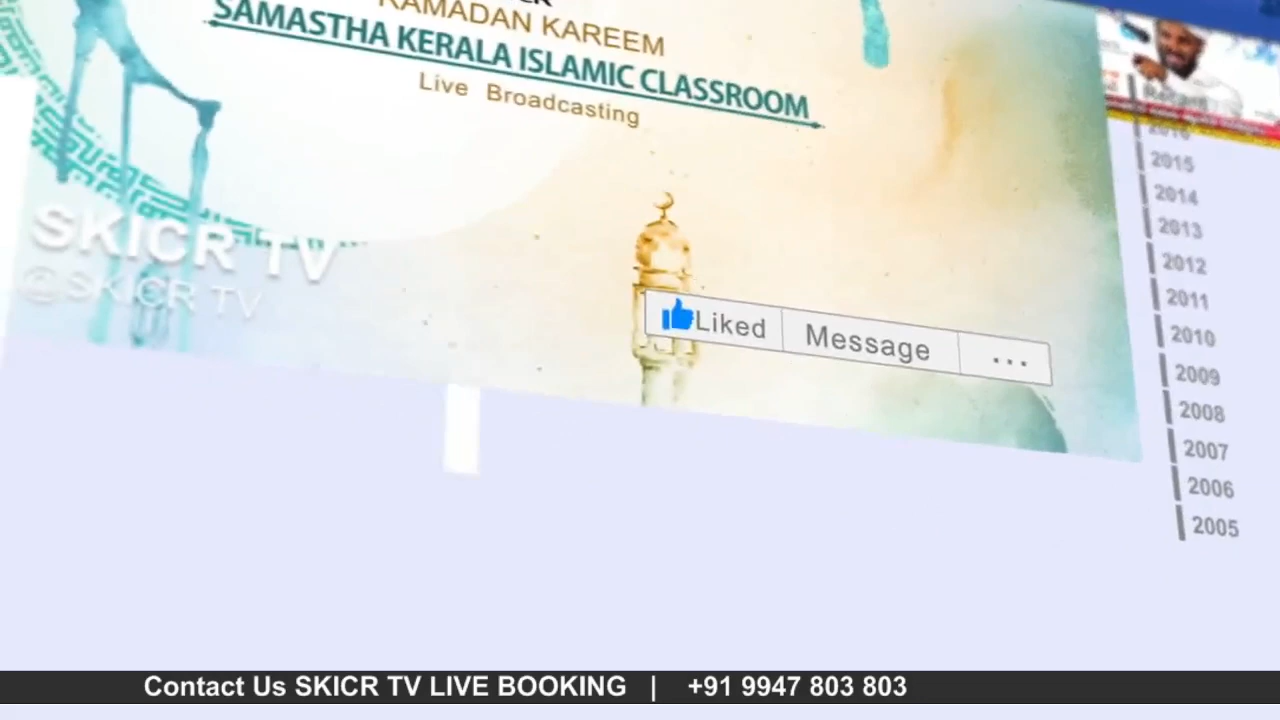 RAMADAN KAREEM
SAMASTHA KERALA ISLAMIC CLASSROOM
Live Broadcasting
SKICR TV
@SKICR TV
Liked
Message
...
2016
2015
2014
2013
2012
2011
2010
2009
2008
2007
2006
2005
Contact Us SKICR TV LIVE BOOKING | +91 9947 803 803